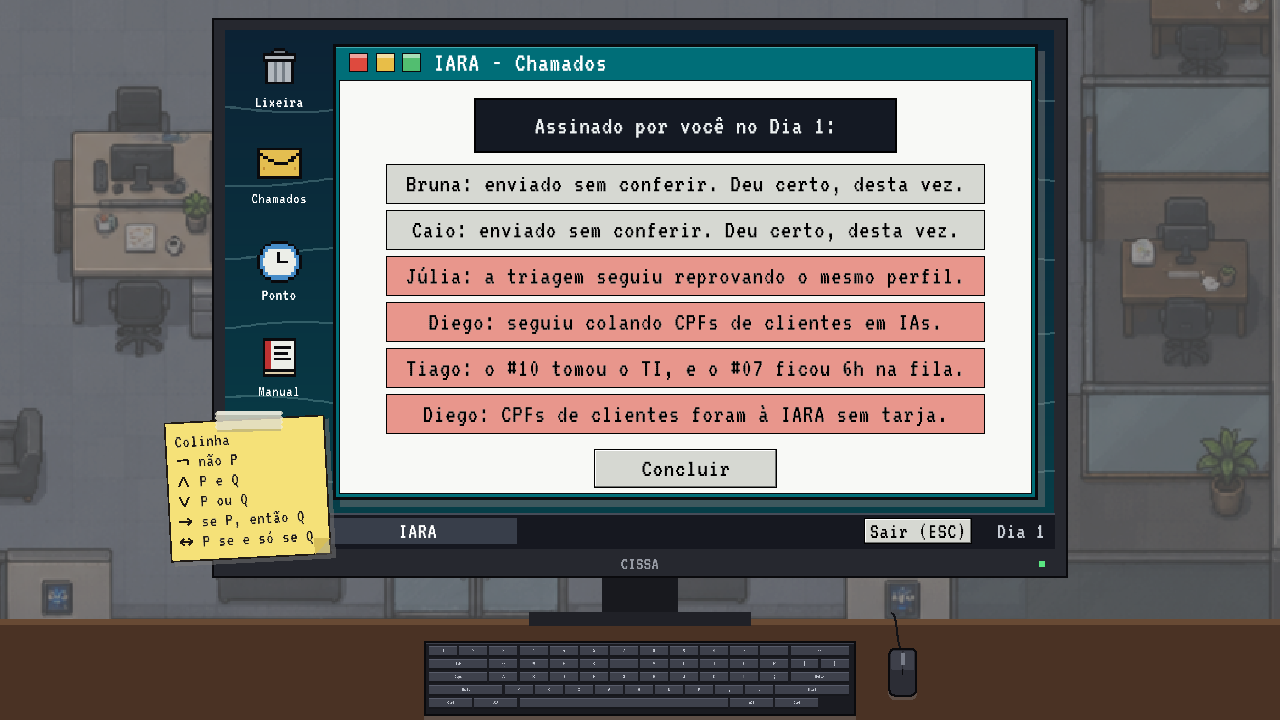 IARA - Chamados
Lixeira
Chamados
Ponto
Manual
Assinado por você no Dia 1:
Bruna: enviado sem conferir. Deu certo, desta vez.
Caio: enviado sem conferir. Deu certo, desta vez.
Júlia: a triagem seguiu reprovando o mesmo perfil.
Diego: seguiu colando CPFs de clientes em IAs.
Tiago: o #10 tomou o TI, e o #07 ficou 6h na fila.
Diego: CPFs de clientes foram à IARA sem tarja.
Concluir
Colinha
¬ não P
∧ P e Q
∨ P ou Q
→ se P, então Q
↔ P se e só se Q
IARA
Sair (ESC)
Dia 1
CISSA